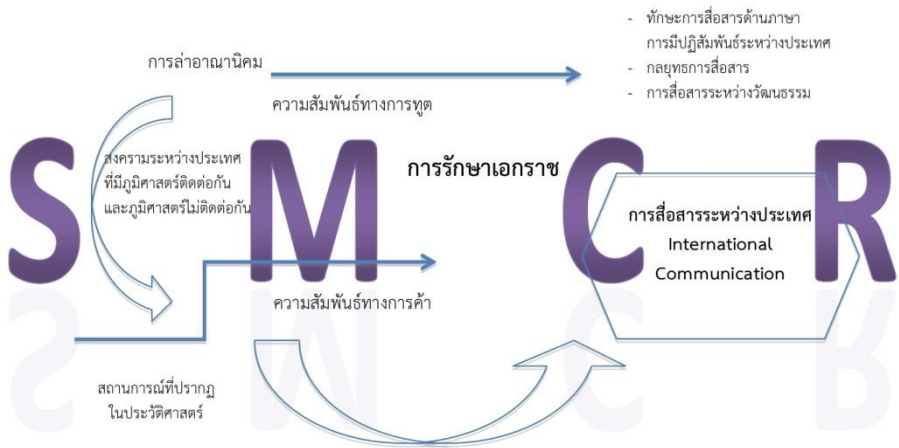 - ทักษะการสื่อสารด้านภาษา
การมีปฏิสัมพันธ์ระหว่างประเทศ
- กลยุทธการสื่อสาร
- การสื่อสารระหว่างวัฒนธรรม
การล่าอาณานิคม
ความสัมพันธ์ทางการทูต
S M C R
สงครามระหว่างประเทศ
ที่มีภูมิศาสตร์ติดต่อกัน
และภูมิศาสตร์ไม่ติดต่อกัน
การรักษาเอกราช
การสื่อสารระหว่างประเทศ
International
Communication
ความสัมพันธ์ทางการค้า
สถานการณ์ที่ปรากฏ
ในประวัติศาสตร์